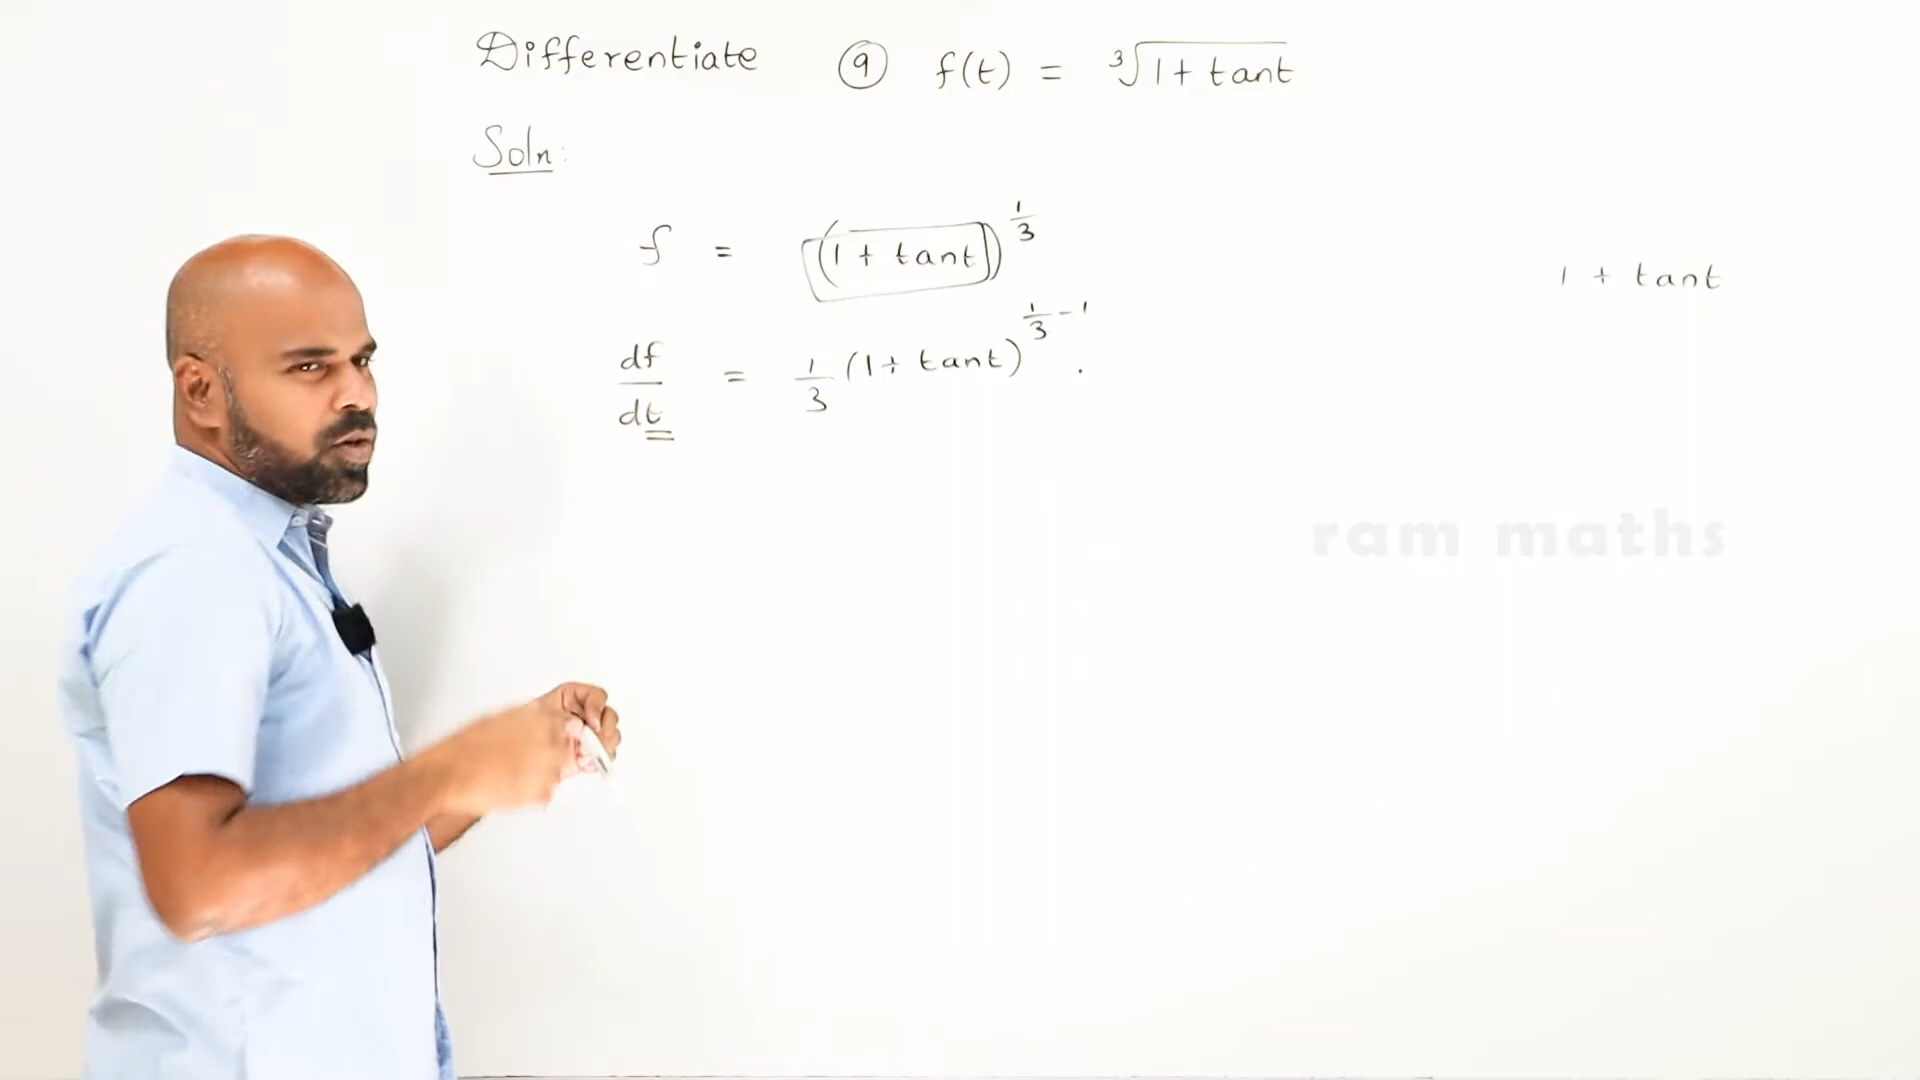 Differentiate ⑨ f(t) = ∛(1 + tant)
Soln:
f = (1 + tant)^(1/3)
1 + tant
df/dt = 1/3 (1 + tant)^(1/3 - 1) .
ram maths